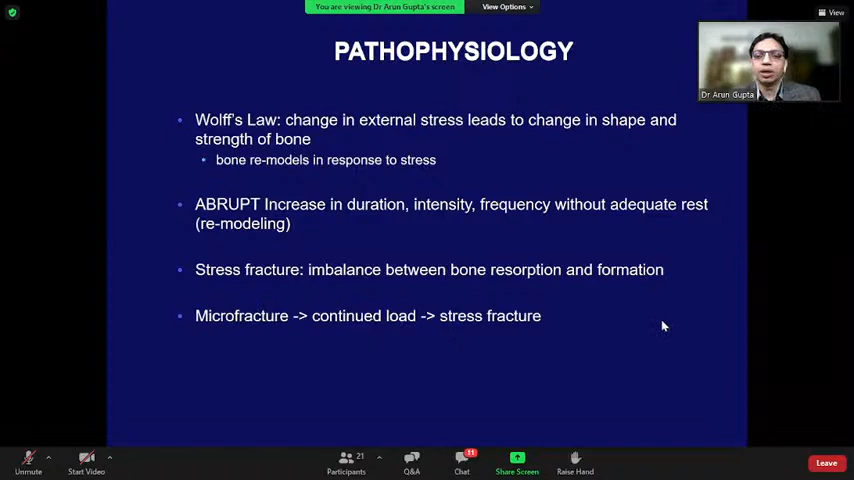 You are viewing Dr Arun Gupta's screen
View Options
View
PATHOPHYSIOLOGY
Dr Arun Gupta
• Wolff's Law: change in external stress leads to change in shape and
strength of bone
• bone re-models in response to stress
• ABRUPT Increase in duration, intensity, frequency without adequate rest
(re-modeling)
• Stress fracture: imbalance between bone resorption and formation
• Microfracture -> continued load -> stress fracture
Unmute
Start Video
Participants
21
Q&A
Chat
11
Share Screen
Raise Hand
Leave